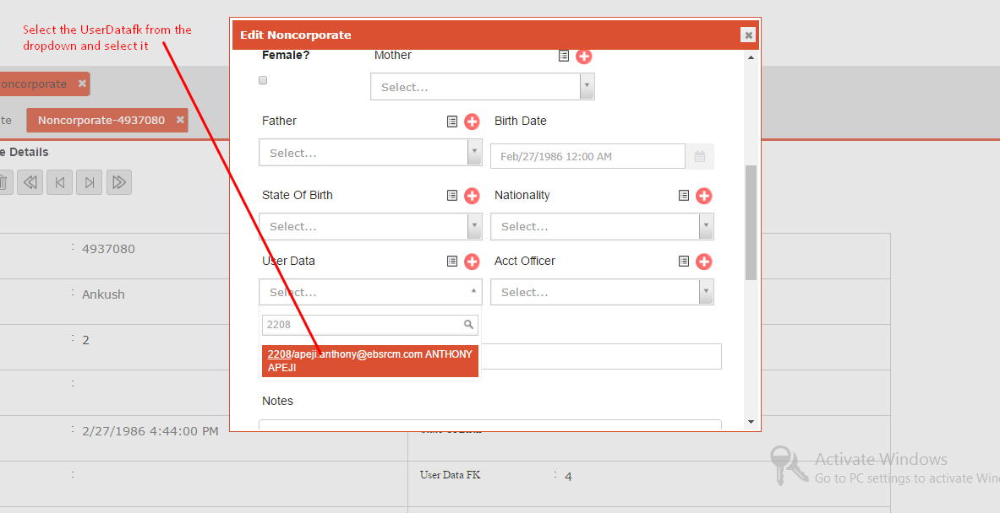 Select the UserDatafk from the
dropdown and select it
Edit Noncorporate
Female?
Mother
Select...
oncorporate
te
Noncorporate-4937080
Father
Birth Date
Select...
Feb/27/1986 12:00 AM
e Details
State Of Birth
Nationality
Select...
Select...
: 4937080
User Data
Acct Officer
Select...
Select...
: Ankush
2208
: 2
2208/apeji.anthony@ebsrcm.com ANTHONY
APEJI
:
Notes
: 2/27/1986 4:44:00 PM
:
User Data FK : 4
Activate Windows
Go to PC settings to activate Win